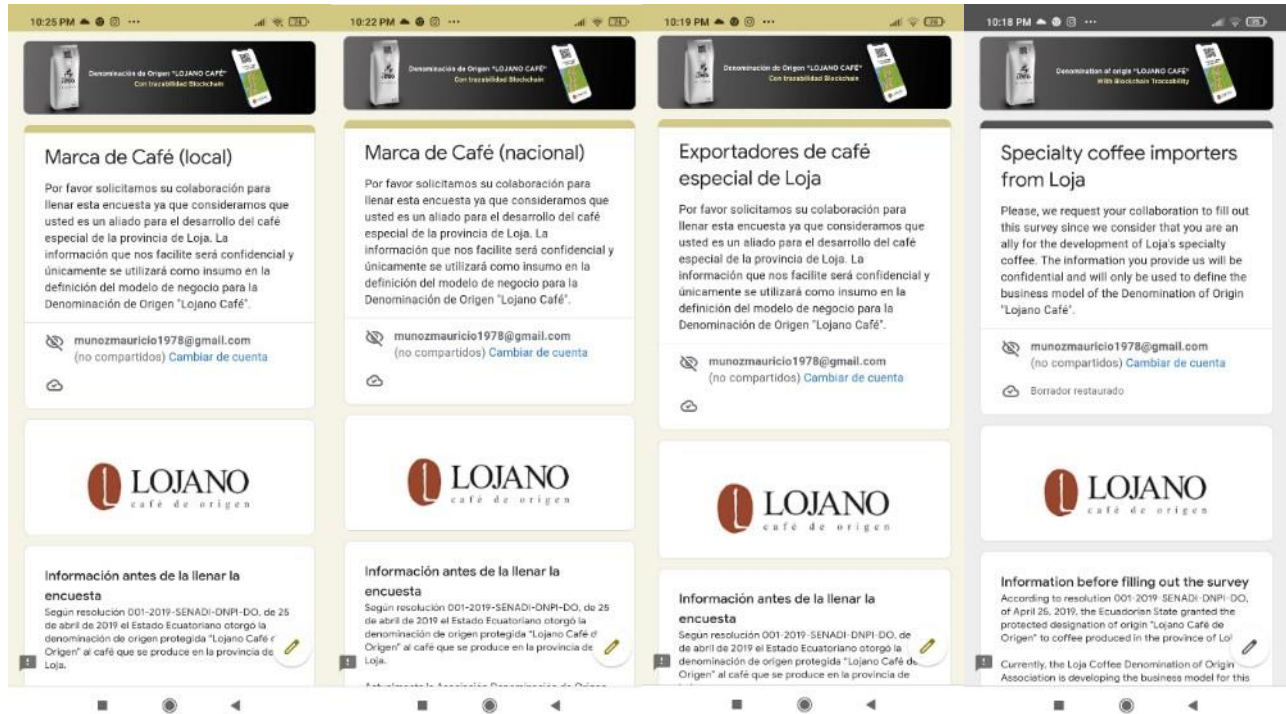 10:25 PM
Denominación de Origen "LOJANO CAFÉ"
Con trazabilidad Blockchain
Marca de Café (local)
Por favor solicitamos su colaboración para
llenar esta encuesta ya que consideramos que
usted es un aliado para el desarrollo del café
especial de la provincia de Loja. La
información que nos facilite será confidencial y
únicamente se utilizará como insumo en la
definición del modelo de negocio para la
Denominación de Origen "Lojano Café".
munozmauricio1978@gmail.com
(no compartidos) Cambiar de cuenta
LOJANO
café de origen
Información antes de la llenar la
encuesta
Según resolución 001-2019-SENADI-DNPI-DO, de 25
de abril de 2019 el Estado Ecuatoriano otorgó la
denominación de origen protegida "Lojano Café
Origen" al café que se produce en la provincia de
Loja.
10:22 PM
Denominación de Origen "LOJANO CAFÉ"
Con trazabilidad Blockchain
Marca de Café (nacional)
Por favor solicitamos su colaboración para
llenar esta encuesta ya que consideramos que
usted es un aliado para el desarrollo del café
especial de la provincia de Loja. La
información que nos facilite será confidencial y
únicamente se utilizará como insumo en la
definición del modelo de negocio para la
Denominación de Origen "Lojano Café".
munozmauricio1978@gmail.com
(no compartidos) Cambiar de cuenta
LOJANO
café de origen
Información antes de la llenar la
encuesta
Según resolución 001-2019-SENADI-DNPI-DO, de 25
de abril de 2019 el Estado Ecuatoriano otorgó la
denominación de origen protegida "Lojano Café
Origen" al café que se produce en la provincia de
Loja.
10:19 PM
Denominación de Origen "LOJANO CAFÉ"
Con trazabilidad Blockchain
Exportadores de café
especial de Loja
Por favor solicitamos su colaboración para
llenar esta encuesta ya que consideramos que
usted es un aliado para el desarrollo del café
especial de la provincia de Loja. La
información que nos facilite será confidencial y
únicamente se utilizará como insumo en la
definición del modelo de negocio para la
Denominación de Origen "Lojano Café".
munozmauricio1978@gmail.com
(no compartidos) Cambiar de cuenta
LOJANO
café de origen
Información antes de la llenar la
encuesta
Según resolución 001-2019-SENADI-DNPI-DO, de
de abril de 2019 el Estado Ecuatoriano otorgó la
denominación de origen protegida "Lojano Café
Origen" al café que se produce en la provincia de
10:18 PM
Denomination of origin "LOJANO CAFÉ"
With Blockchain Traceability
Specialty coffee importers
from Loja
Please, we request your collaboration to fill out
this survey since we consider that you are an
ally for the development of Loja's specialty
coffee. The information you provide us will be
confidential and will only be used to define the
business model of the Denomination of Origin
"Lojano Café".
munozmauricio1978@gmail.com
(no compartidos) Cambiar de cuenta
Borrador restaurado
LOJANO
café de origen
Information before filling out the survey
According to resolution 001-2019-SENADI-DNPI-DO,
of April 25, 2019, the Ecuadorian State granted the
protected designation of origin "Lojano Café de
Origen" to coffee produced in the province of
Currently, the Loja Coffee Denomination of Origin
Association is developing the business model for this